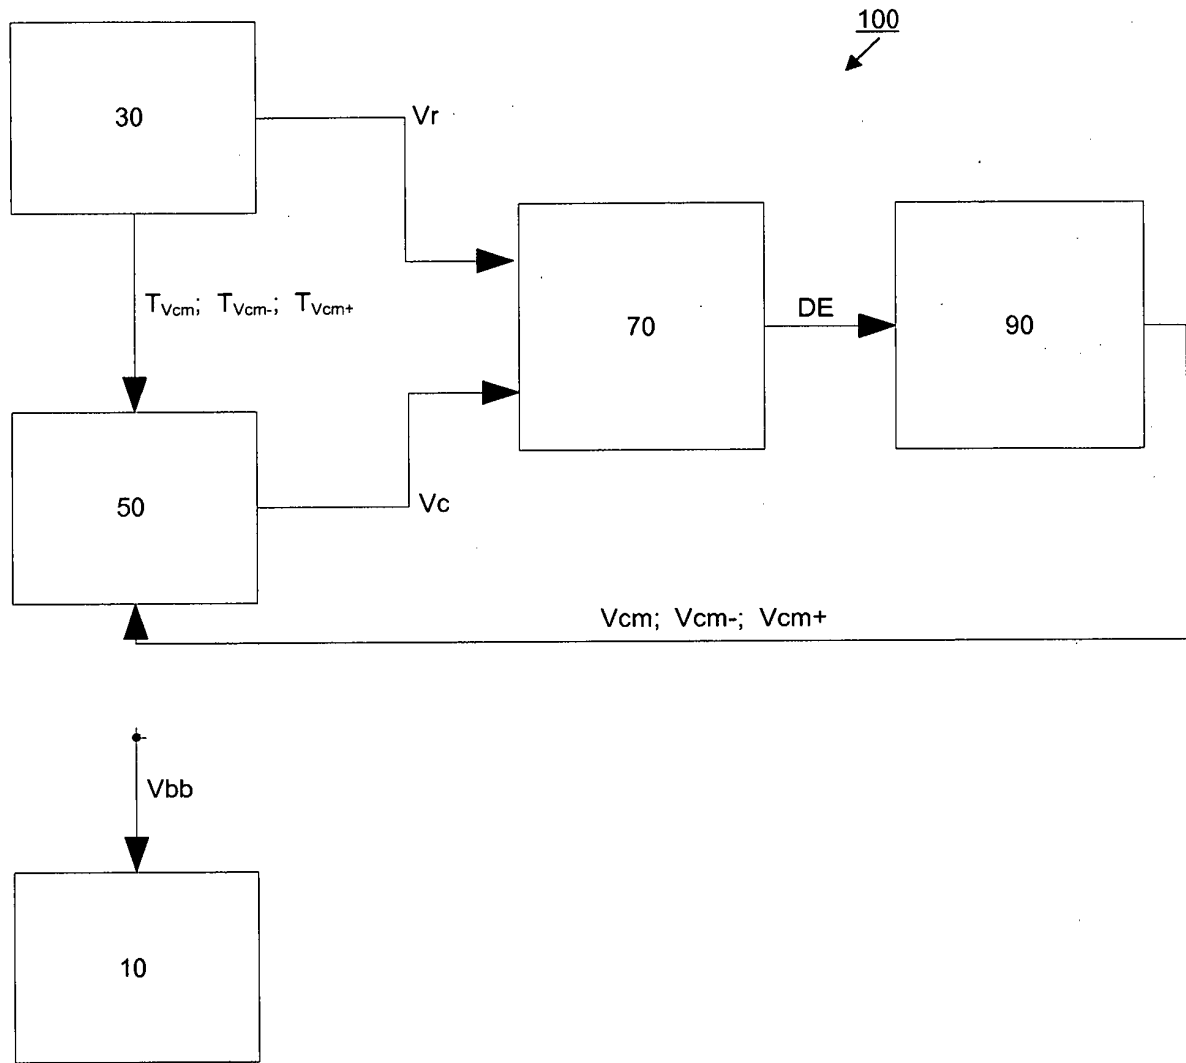 100
30
Vr
TVcm; TVcm-; TVcm+
70
DE
90
50
Vc
Vcm; Vcm-; Vcm+
Vbb
10